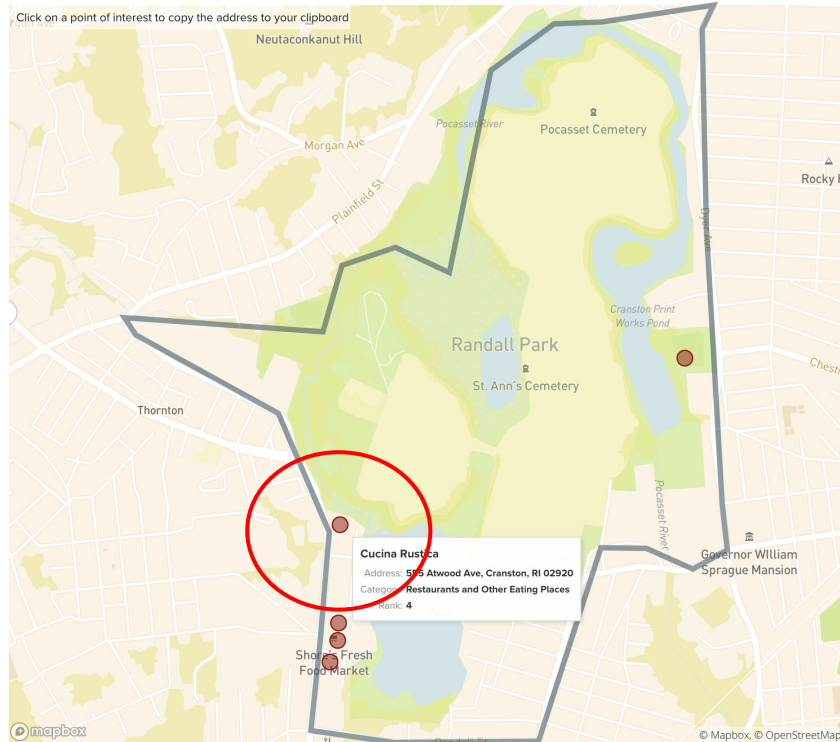 Click on a point of interest to copy the address to your clipboard
Neutaconkanut Hill
Pocasset River
Pocasset Cemetery
Morgan Ave
Rocky
Plainfield St
Dyer Ave
Cranston Print
Works Pond
Randall Park
St. Ann's Cemetery
Thornton
Pocasset River
Cucina Rustica
Address: 555 Atwood Ave, Cranston, RI 02920
Category: Restaurants and Other Eating Places
Rank: 4
Governor William
Sprague Mansion
Shore's Fresh
Food Market
mapbox
© Mapbox, © OpenStreetMap